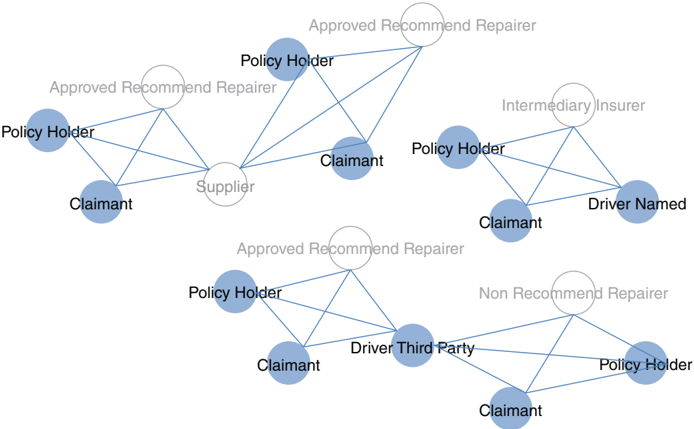 Approved Recommend Repairer
Policy Holder
Approved Recommend Repairer
Intermediary Insurer
Policy Holder
Policy Holder
Claimant
Supplier
Claimant
Driver Named
Claimant
Approved Recommend Repairer
Policy Holder
Non Recommend Repairer
Driver Third Party
Claimant
Policy Holder
Claimant